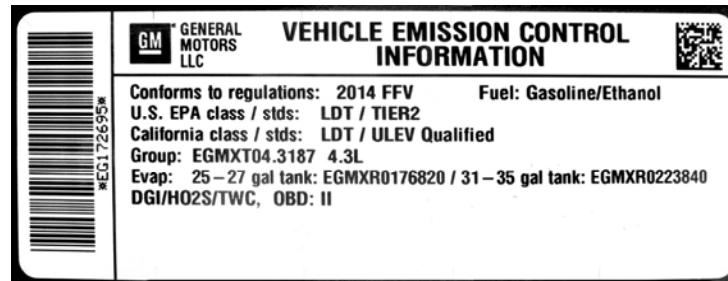 GM GENERAL MOTORS LLC
VEHICLE EMISSION CONTROL
INFORMATION
Conforms to regulations: 2014 FFV Fuel: Gasoline/Ethanol
U.S. EPA class / stds: LDT / TIER2
California class / stds: LDT / ULEV Qualified
Group: EGMXT04.3187 4.3L
Evap: 25–27 gal tank: EGMXR0176820 / 31–35 gal tank: EGMXR0223840
DGI/HO2S/TWC, OBD: II
*EG172695*